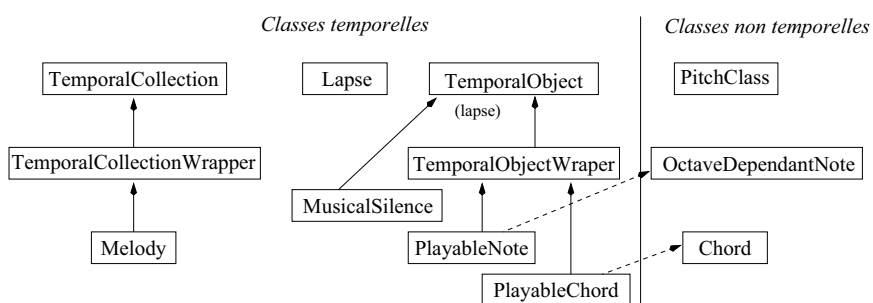 Classes temporelles
Classes non temporelles
TemporalCollection
Lapse
TemporalObject
PitchClass
(lapse)
TemporalCollectionWrapper
TemporalObjectWraper
OctaveDependantNote
MusicalSilence
Melody
PlayableNote
Chord
PlayableChord